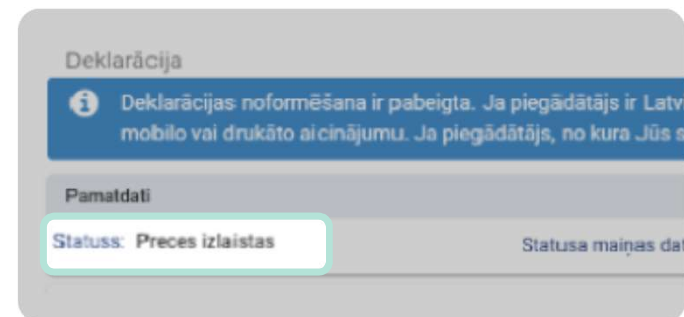 Deklarācija
Deklarācijas noformēšana ir pabeigta. Ja piegādātājs ir Latv
mobilo vai drukāto aicinājumu. Ja piegādātājs, no kura Jūs s
Pamatdati
Statuss: Preces izlaistas
Statusa maiņas dat